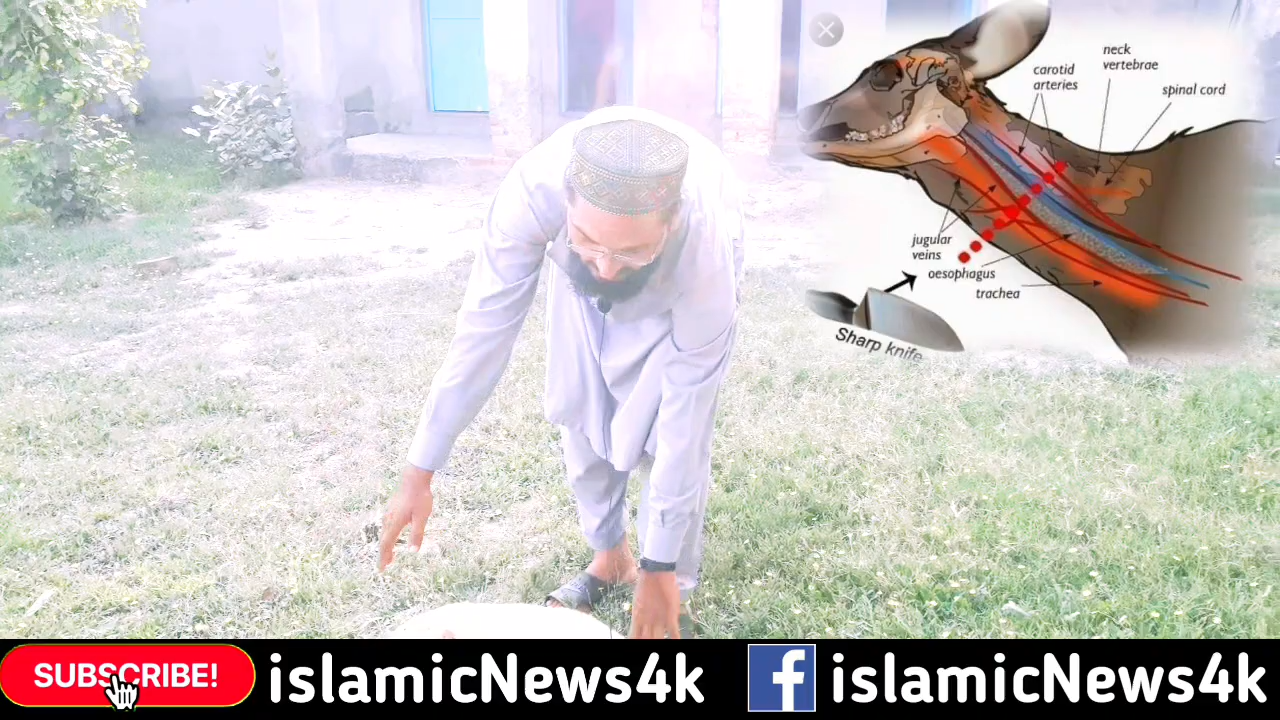 neck
vertebrae
carotid
arteries
spinal cord
jugular
veins
oesophagus
trachea
Sharp knife
SUBSCRIBE!
islamicNews4k
f islamicNews4k